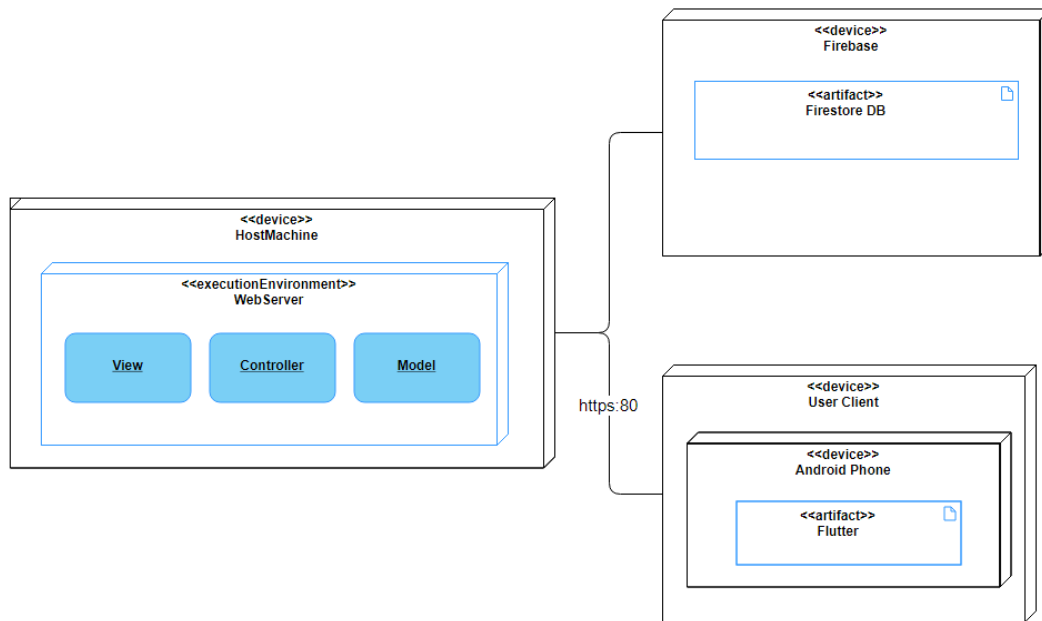 <<device>>
Firebase
<<artifact>>
Firestore DB
<<device>>
HostMachine
<<executionEnvironment>>
WebServer
View
Controller
Model
https:80
<<device>>
User Client
<<device>>
Android Phone
<<artifact>>
Flutter